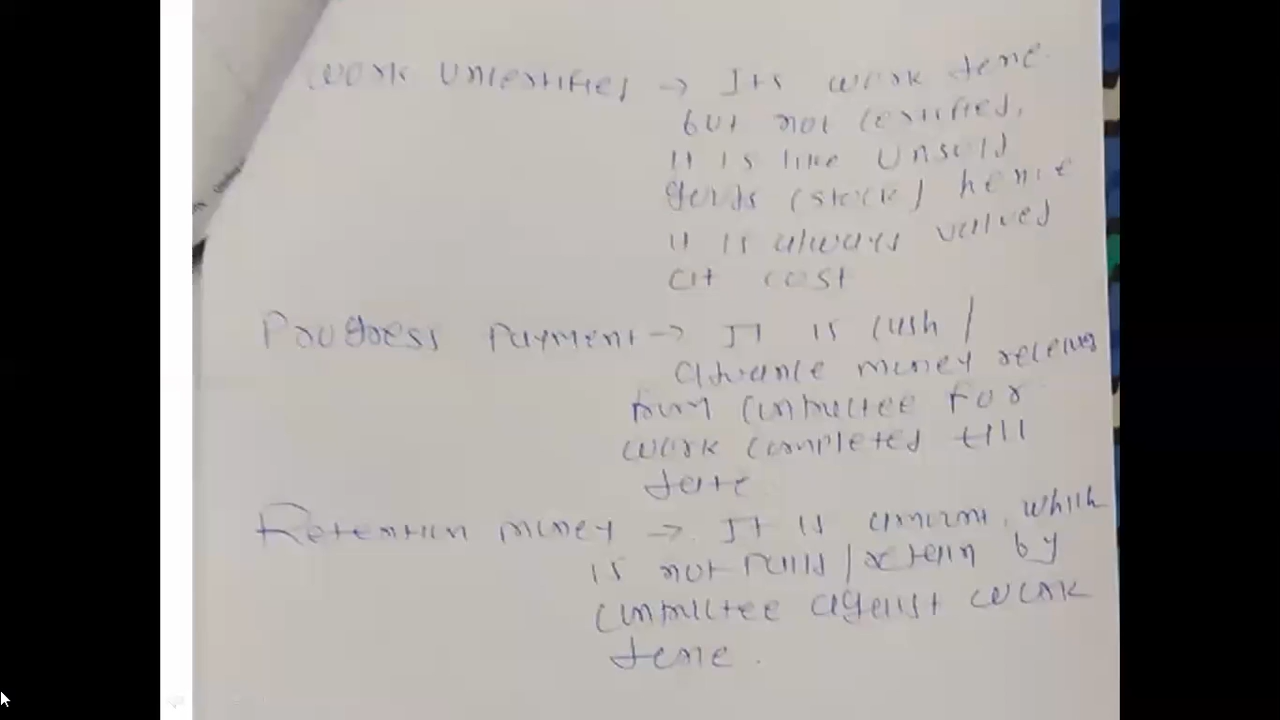 Work Uncertified → Its work done
but not certified,
it is like unsold
goods (stock) hence
it is always valued
at cost
Progress Payment → It is cash /
advance money received
from contractee for
work completed till
date
Retention money → It is amount which
is not paid / retain by
contractee against work
done.